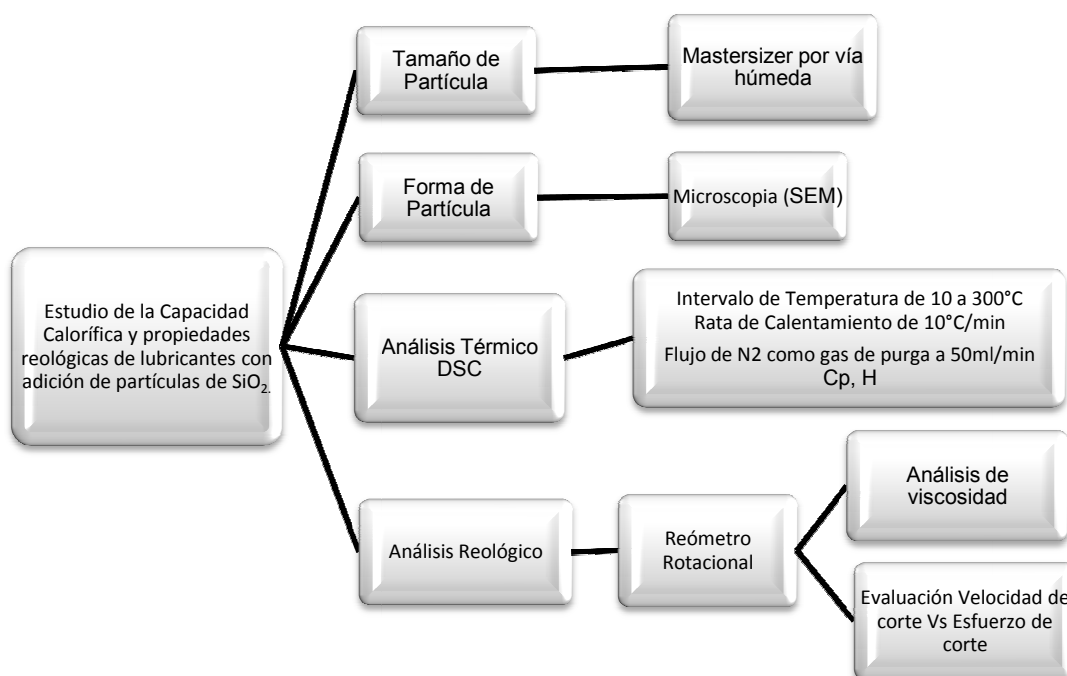 Tamaño de
Partícula
Mastersizer por vía
húmeda
Forma de
Partícula
Microscopia (SEM)
Estudio de la Capacidad
Calorífica y propiedades
reológicas de lubricantes con
adición de partículas de SiO₂.
Análisis Térmico
DSC
Intervalo de Temperatura de 10 a 300°C
Rata de Calentamiento de 10°C/min
Flujo de N2 como gas de purga a 50ml/min
Cp, H
Análisis Reológico
Reómetro
Rotacional
Análisis de
viscosidad
Evaluación Velocidad de
corte Vs Esfuerzo de
corte